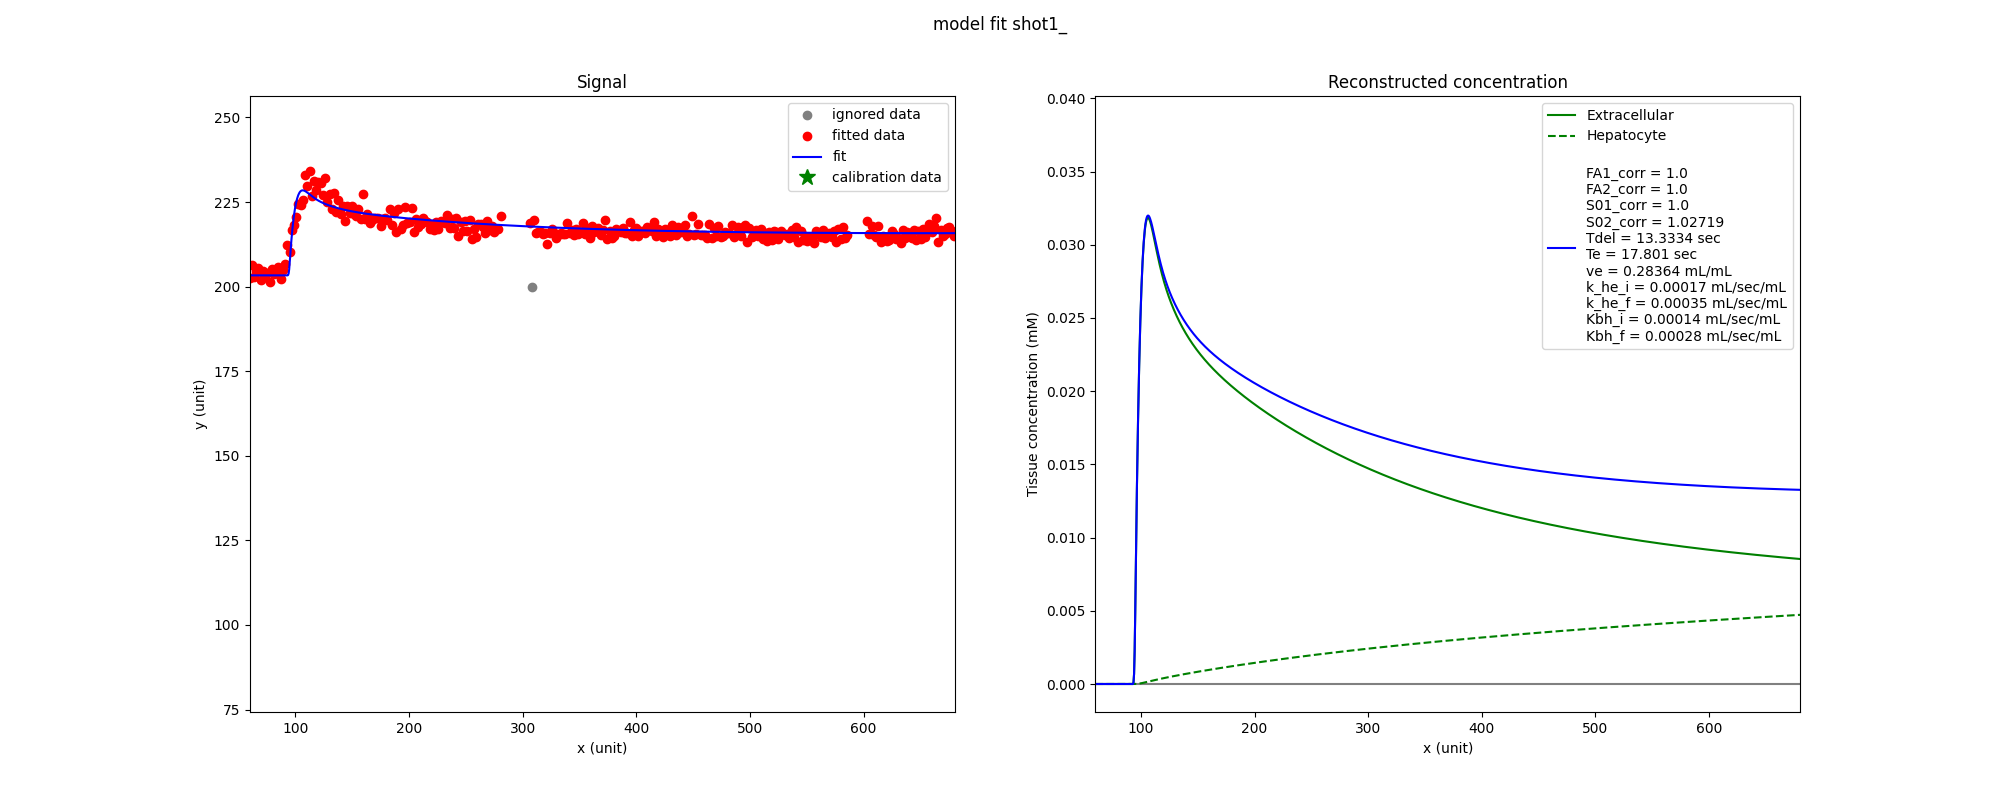 model fit shot1_
Signal
250
225
200
175
150
125
100
75
y (unit)
100 200 300 400 500 600
x (unit)
ignored data
fitted data
fit
calibration data
Reconstructed concentration
0.040
0.035
0.030
0.025
0.020
0.015
0.010
0.005
0.000
Tissue concentration (mM)
100 200 300 400 500 600
x (unit)
Extracellular
Hepatocyte
FA1_corr = 1.0
FA2_corr = 1.0
S01_corr = 1.0
S02_corr = 1.02719
Tdel = 13.3334 sec
Te = 17.801 sec
ve = 0.28364 mL/mL
k_he_i = 0.00017 mL/sec/mL
k_he_f = 0.00035 mL/sec/mL
Kbh_i = 0.00014 mL/sec/mL
Kbh_f = 0.00028 mL/sec/mL